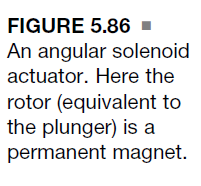 FIGURE 5.86 ■
An angular solenoid
actuator. Here the
rotor (equivalent to
the plunger) is a
permanent magnet.